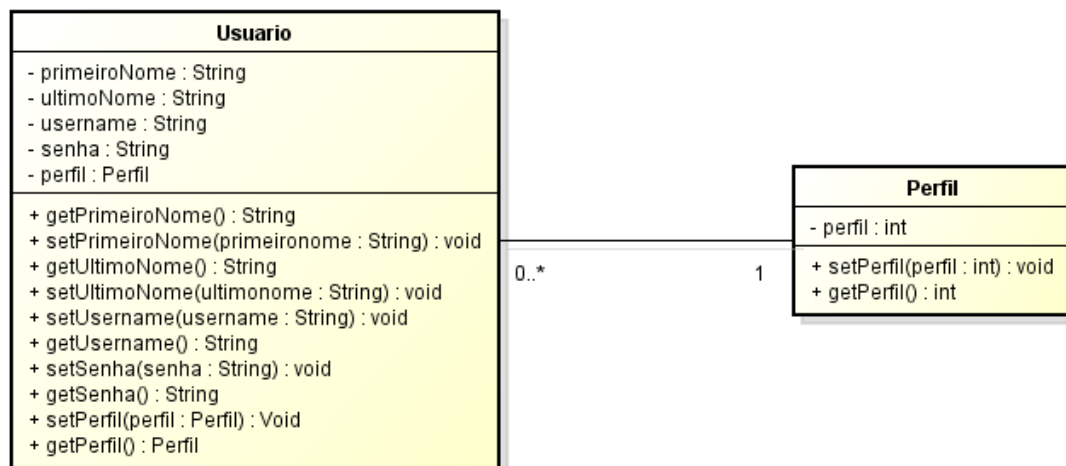 Usuario
- primeiroNome : String
- ultimoNome : String
- username : String
- senha : String
- perfil : Perfil
+ getPrimeiroNome() : String
+ setPrimeiroNome(primeironome : String) : void
+ getUltimoNome() : String
+ setUltimoNome(ultimonome : String) : void
+ setUsername(username : String) : void
+ getUsername() : String
+ setSenha(senha : String) : void
+ getSenha() : String
+ setPerfil(perfil : Perfil) : Void
+ getPerfil() : Perfil
0..*
1
Perfil
- perfil : int
+ setPerfil(perfil : int) : void
+ getPerfil() : int